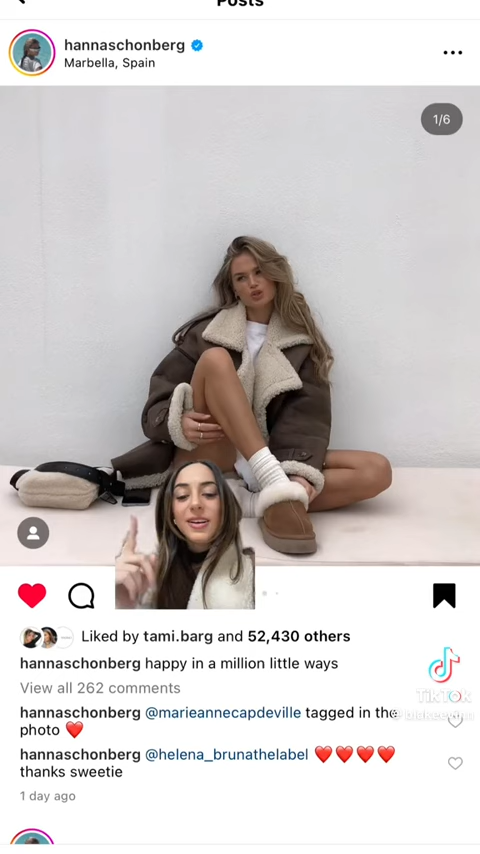 Posts
hannaschonberg
Marbella, Spain
1/6
Liked by tami.barg and 52,430 others
hannaschonberg happy in a million little ways
View all 262 comments
hannaschonberg @marieannecapdeville tagged in the
photo ❤️
hannaschonberg @helena_brunathelabel ❤️❤️❤️❤️
thanks sweetie
1 day ago
TikTok